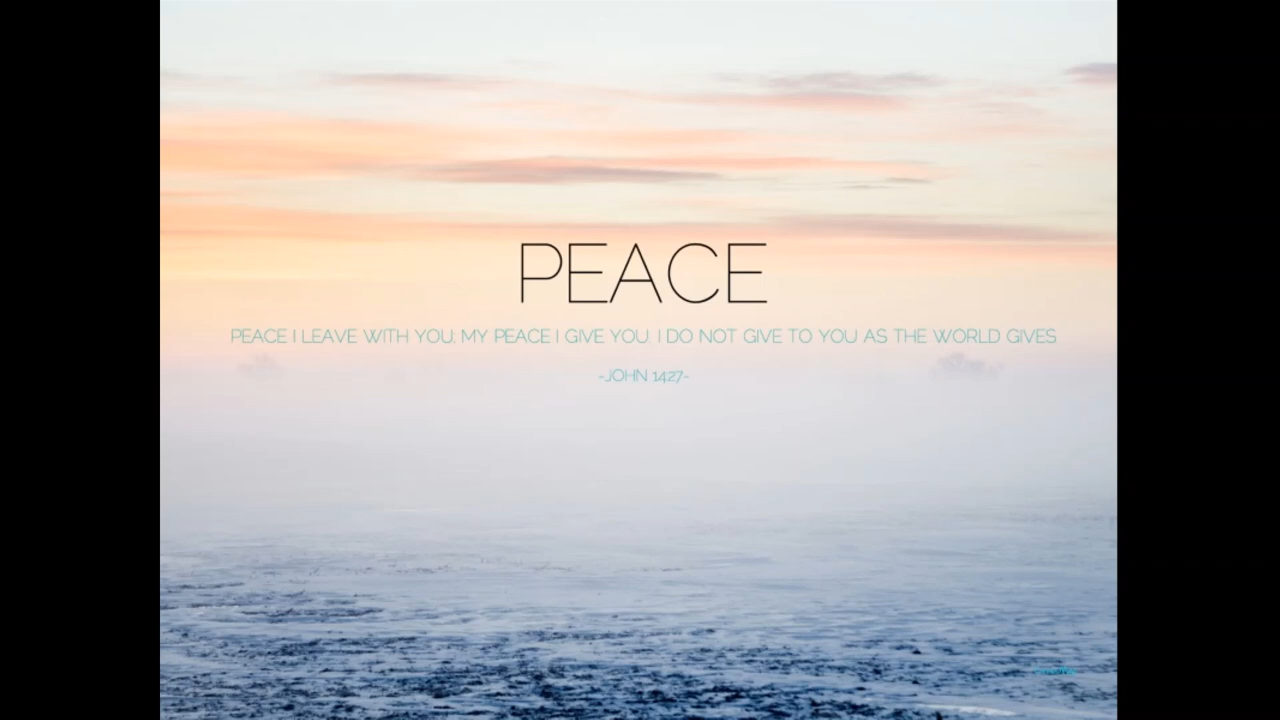 PEACE
PEACE I LEAVE WITH YOU; MY PEACE I GIVE YOU. I DO NOT GIVE TO YOU AS THE WORLD GIVES
-JOHN 14:27-